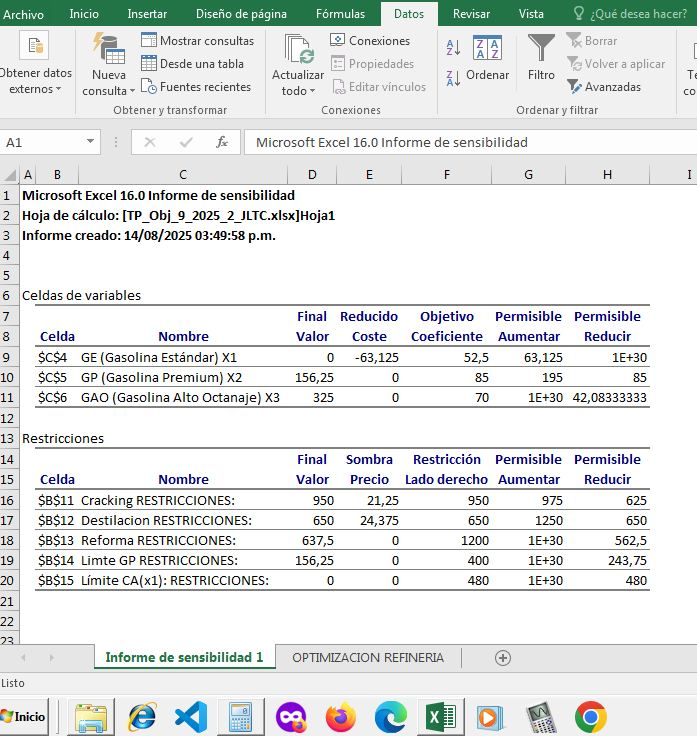 Archivo Inicio Insertar Diseño de página Fórmulas Datos Revisar Vista ¿Qué desea hacer?
Obtener datos externos
Nueva consulta
Mostrar consultas
Desde una tabla
Fuentes recientes
Obtener y transformar
Actualizar todo
Conexiones
Propiedades
Editar vínculos
Conexiones
A Z
Z A
Z A A Z
Ordenar
Filtro
Borrar
Volver a aplicar
Avanzadas
Ordenar y filtrar
Te
co
A1 fx Microsoft Excel 16.0 Informe de sensibilidad
A B C D E F G H I
1 Microsoft Excel 16.0 Informe de sensibilidad
2 Hoja de cálculo: [TP_Obj_9_2025_2_JLTC.xlsx]Hoja1
3 Informe creado: 14/08/2025 03:49:58 p.m.
4
5
6 Celdas de variables
7 Final Reducido Objetivo Permisible Permisible
8 Celda Nombre Valor Coste Coeficiente Aumentar Reducir
9 $C$4 GE (Gasolina Estándar) X1 0 -63,125 52,5 63,125 1E+30
10 $C$5 GP (Gasolina Premium) X2 156,25 0 85 195 85
11 $C$6 GAO (Gasolina Alto Octanaje) X3 325 0 70 1E+30 42,08333333
12
13 Restricciones
14 Final Sombra Restricción Permisible Permisible
15 Celda Nombre Valor Precio Lado derecho Aumentar Reducir
16 $B$11 Cracking RESTRICCIONES: 950 21,25 950 975 625
17 $B$12 Destilacion RESTRICCIONES: 650 24,375 650 1250 650
18 $B$13 Reforma RESTRICCIONES: 637,5 0 1200 1E+30 562,5
19 $B$14 Limte GP RESTRICCIONES: 156,25 0 400 1E+30 243,75
20 $B$15 Límite CA(x1): RESTRICCIONES: 0 0 480 1E+30 480
21
22
23
Informe de sensibilidad 1 OPTIMIZACION REFINERIA
Listo
Inicio